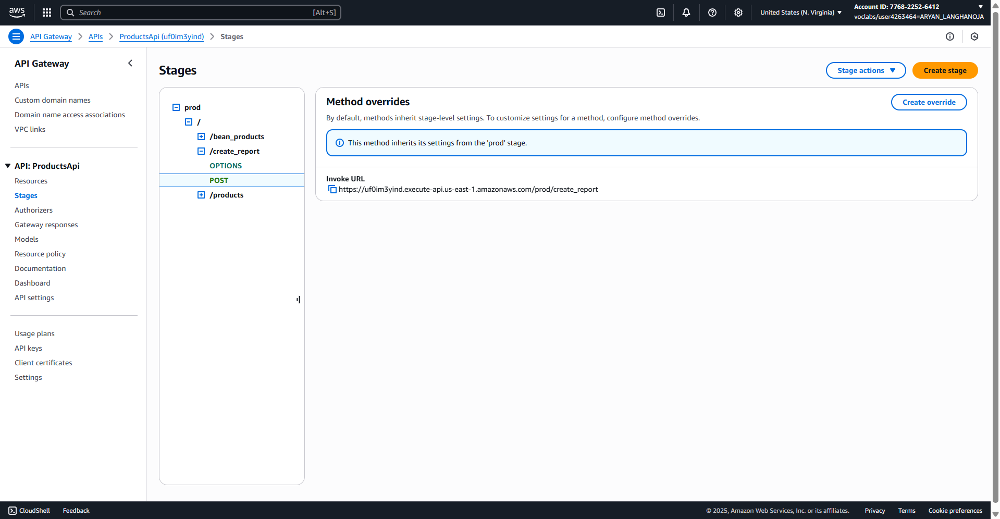 aws
Search
[Alt+S]
United States (N. Virginia)
Account ID: 7768-2252-6412
voclabs/user4263464=ARYAN_LANGHANOJA
API Gateway
APIs
ProductsApi (uf0im3yind)
Stages
API Gateway
APIs
Custom domain names
Domain name access associations
VPC links
API: ProductsApi
Resources
Stages
Authorizers
Gateway responses
Models
Resource policy
Documentation
Dashboard
API settings
Usage plans
API keys
Client certificates
Settings
Stages
Stage actions
Create stage
prod
/
/bean_products
/create_report
OPTIONS
POST
/products
Method overrides
Create override
By default, methods inherit stage-level settings. To customize settings for a method, configure method overrides.
This method inherits its settings from the 'prod' stage.
Invoke URL
https://uf0im3yind.execute-api.us-east-1.amazonaws.com/prod/create_report
CloudShell
Feedback
© 2025, Amazon Web Services, Inc. or its affiliates.
Privacy
Terms
Cookie preferences